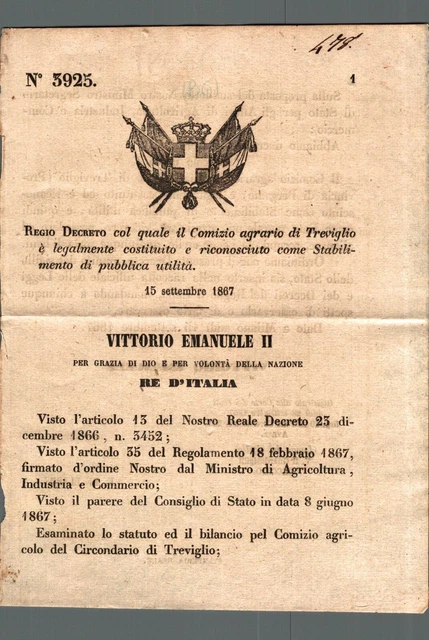 478.
N° 3925.
1
REGIO DECRETO col quale il Comizio agrario di Treviglio
è legalmente costituito e riconosciuto come Stabili-
mento di pubblica utilità.
15 settembre 1867
VITTORIO EMANUELE II
PER GRAZIA DI DIO E PER VOLONTÀ DELLA NAZIONE
RE D'ITALIA
Visto l'articolo 13 del Nostro Reale Decreto 23 di-
cembre 1866, n. 3452;
Visto l'articolo 35 del Regolamento 18 febbraio 1867,
firmato d'ordine Nostro dal Ministro di Agricoltura,
Industria e Commercio;
Visto il parere del Consiglio di Stato in data 8 giugno
1867;
Esaminato lo statuto ed il bilancio pel Comizio agri-
colo del Circondario di Treviglio;